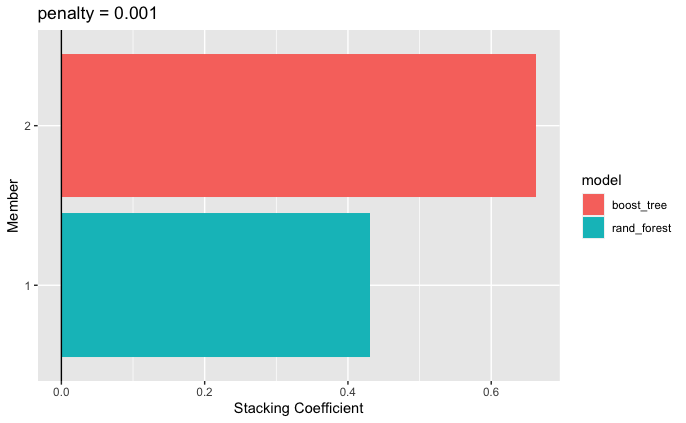 penalty = 0.001
Member
2
1
0.0 0.2 0.4 0.6
Stacking Coefficient
model
boost_tree
rand_forest